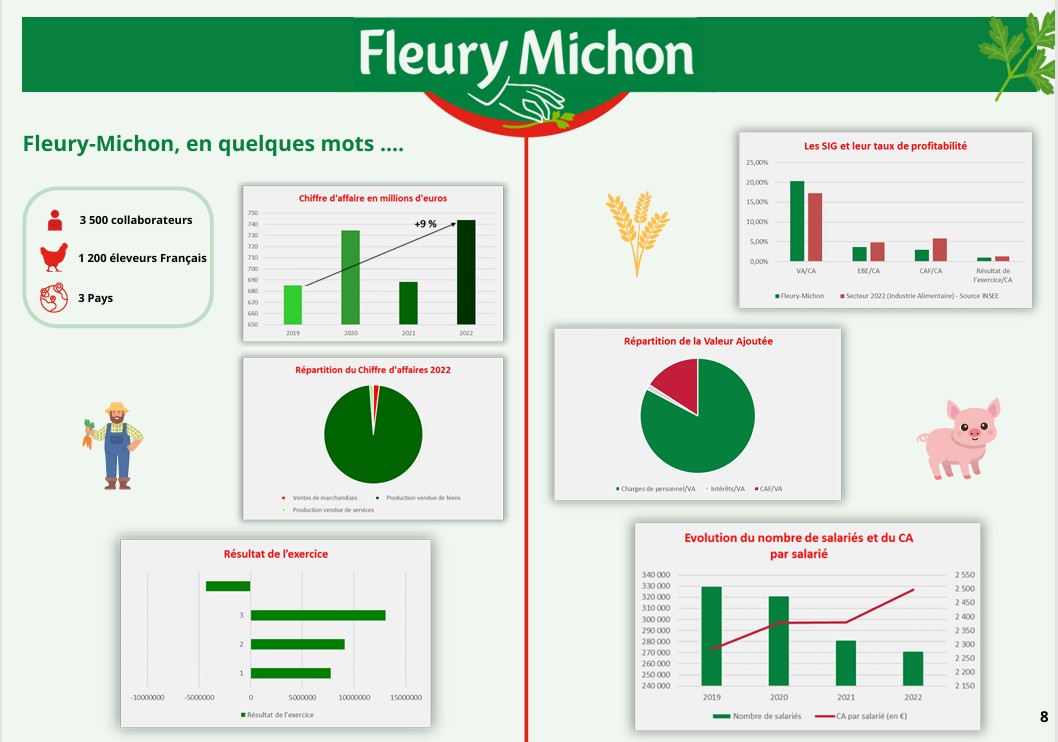 Fleury Michon
Fleury-Michon, en quelques mots ....
3 500 collaborateurs
1 200 éleveurs Français
3 Pays
Chiffre d'affaire en millions d'euros
750
740
730
720
710
700
690
680
670
660
650
+9 %
2019 2020 2021 2022
Répartition du Chiffre d'affaires 2022
Ventes de marchandises Production vendue de biens
Production vendue de services
Résultat de l'exercice
3
2
1
-10000000 -5000000 0 5000000 10000000 15000000
Résultat de l'exercice
Les SIG et leur taux de profitabilité
25,00%
20,00%
15,00%
10,00%
5,00%
0,00%
VA/CA EBE/CA CAF/CA Résultat de
l'exercice/CA
Fleury-Michon Secteur 2022 (Industrie Alimentaire) - Source INSEE
Répartition de la Valeur Ajoutée
Charges de personnel/VA Intérêts/VA CAF/VA
Evolution du nombre de salariés et du CA
par salarié
340 000 2 550
330 000 2 500
320 000 2 450
310 000 2 400
300 000
290 000 2 350
280 000 2 300
270 000 2 250
260 000
250 000 2 200
240 000 2 150
2019 2020 2021 2022
Nombre de salariés CA par salarié (en €)
8